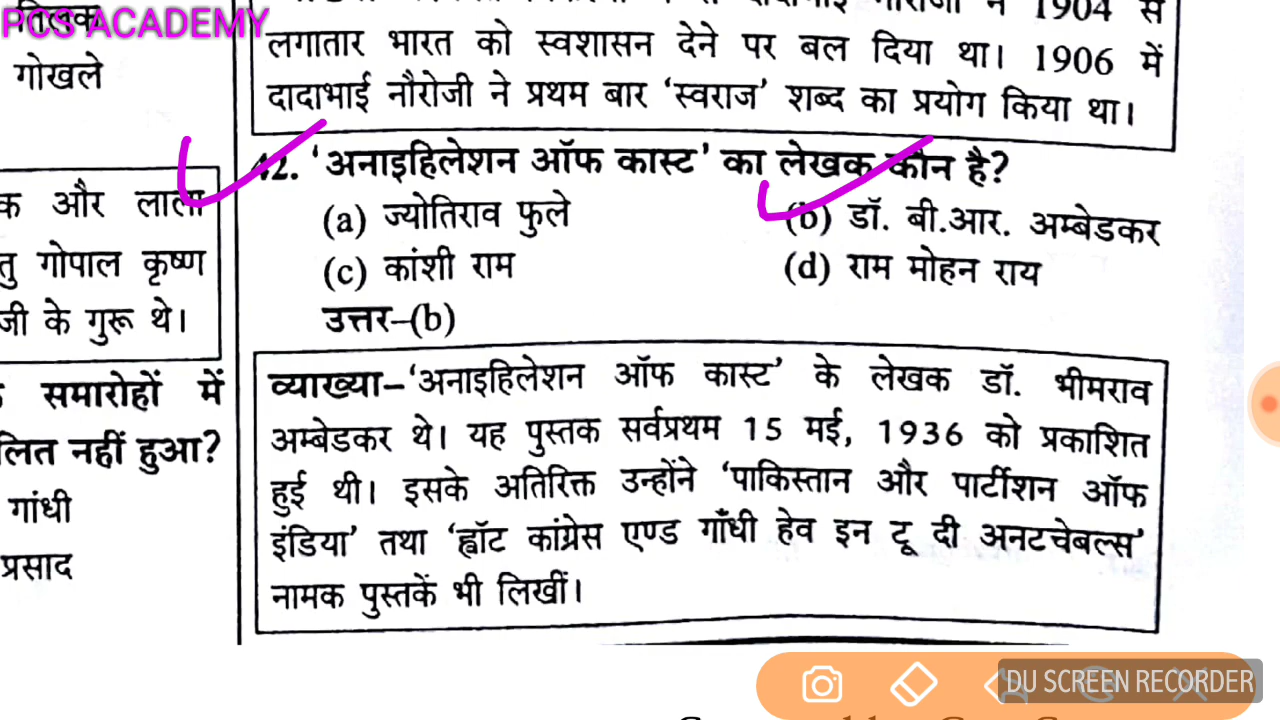 PCS ACADEMY
गोखले
क और लाला
तु गोपाल कृष्ण
जी के गुरू थे।
समारोहों में
लित नहीं हुआ?
गांधी
प्रसाद
1904 से
लगातार भारत को स्वशासन देने पर बल दिया था। 1906 में
दादाभाई नौरोजी ने प्रथम बार ‘स्वराज’ शब्द का प्रयोग किया था।
42. ‘अनाइहिलेशन ऑफ कास्ट’ का लेखक कौन है?
(a) ज्योतिराव फुले (b) डॉ. बी.आर. अम्बेडकर
(c) कांशी राम (d) राम मोहन राय
उत्तर–(b)
व्याख्या–‘अनाइहिलेशन ऑफ कास्ट’ के लेखक डॉ. भीमराव
अम्बेडकर थे। यह पुस्तक सर्वप्रथम 15 मई, 1936 को प्रकाशित
हुई थी। इसके अतिरिक्त उन्होंने ‘पाकिस्तान और पार्टीशन ऑफ
इंडिया’ तथा ‘ह्वॉट कांग्रेस एण्ड गाँधी हेव इन टू दी अनटचेबल्स’
नामक पुस्तकें भी लिखीं।
DU SCREEN RECORDER